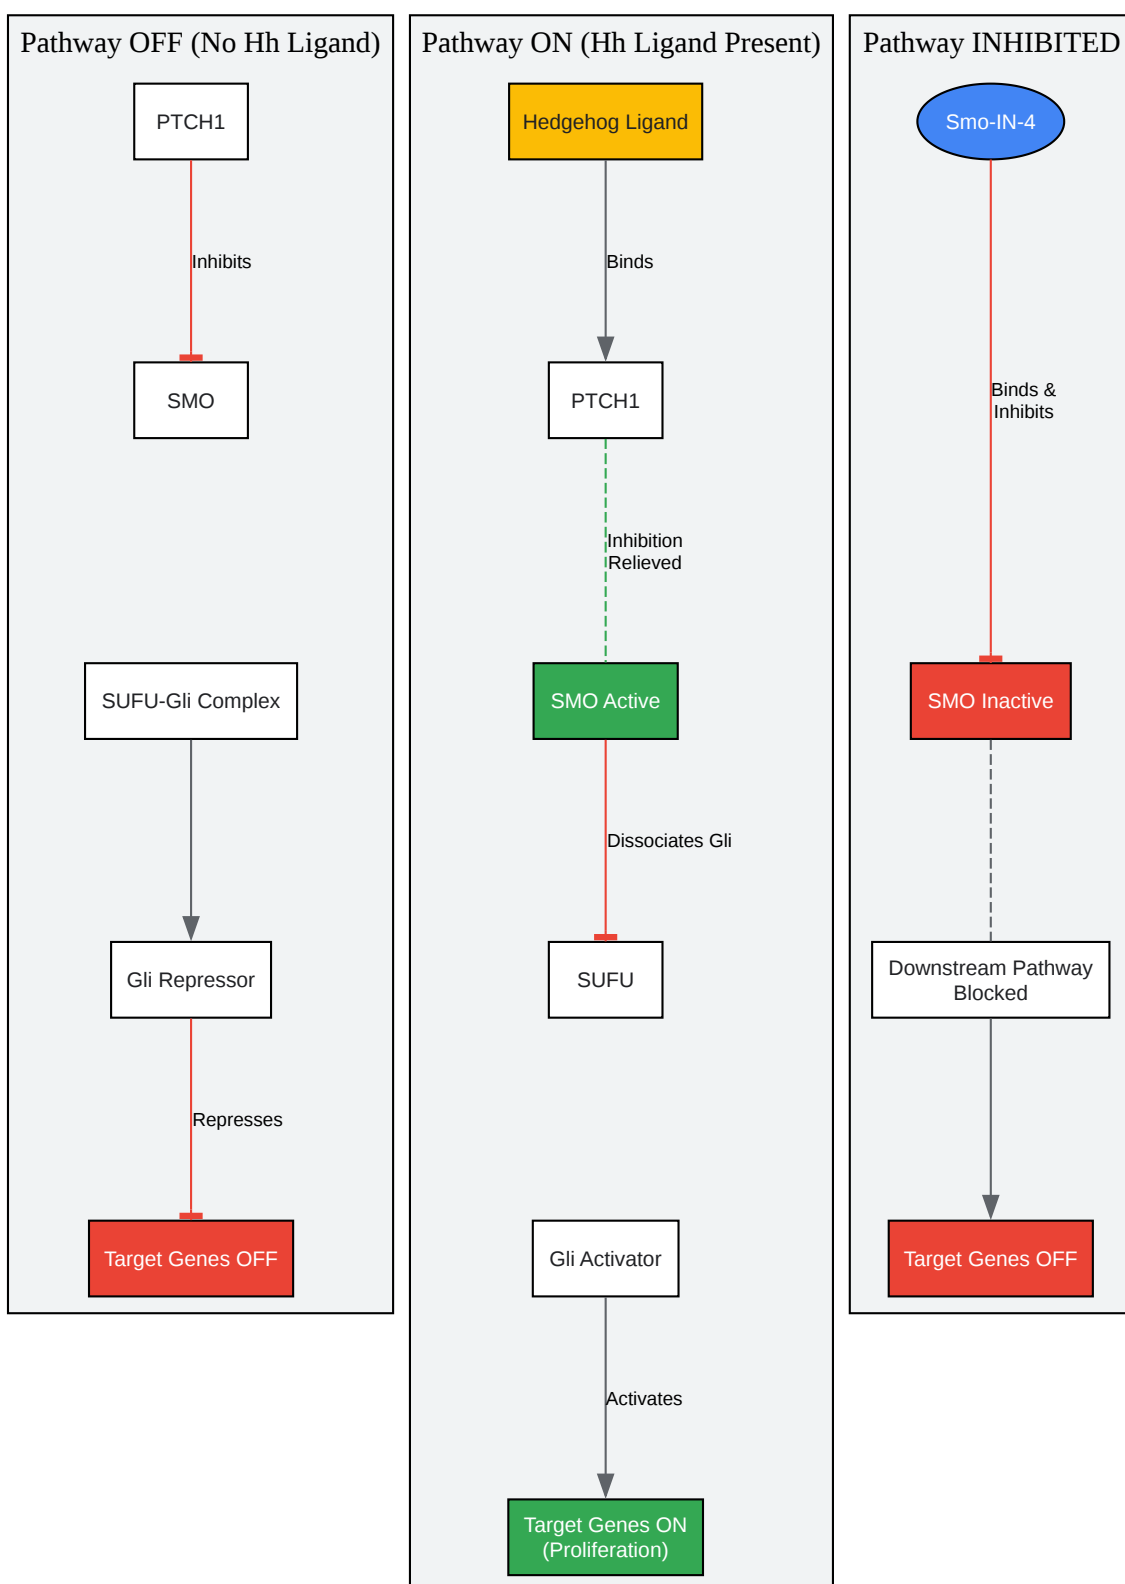 Pathway OFF (No Hh Ligand)
PTCH1
Inhibits
SMO
SUFU-Gli Complex
Gli Repressor
Represses
Target Genes OFF
Pathway ON (Hh Ligand Present)
Hedgehog Ligand
Binds
PTCH1
Inhibition
Relieved
SMO Active
Dissociates Gli
SUFU
Gli Activator
Activates
Target Genes ON
(Proliferation)
Pathway INHIBITED
Smo-IN-4
Binds &
Inhibits
SMO Inactive
Downstream Pathway
Blocked
Target Genes OFF